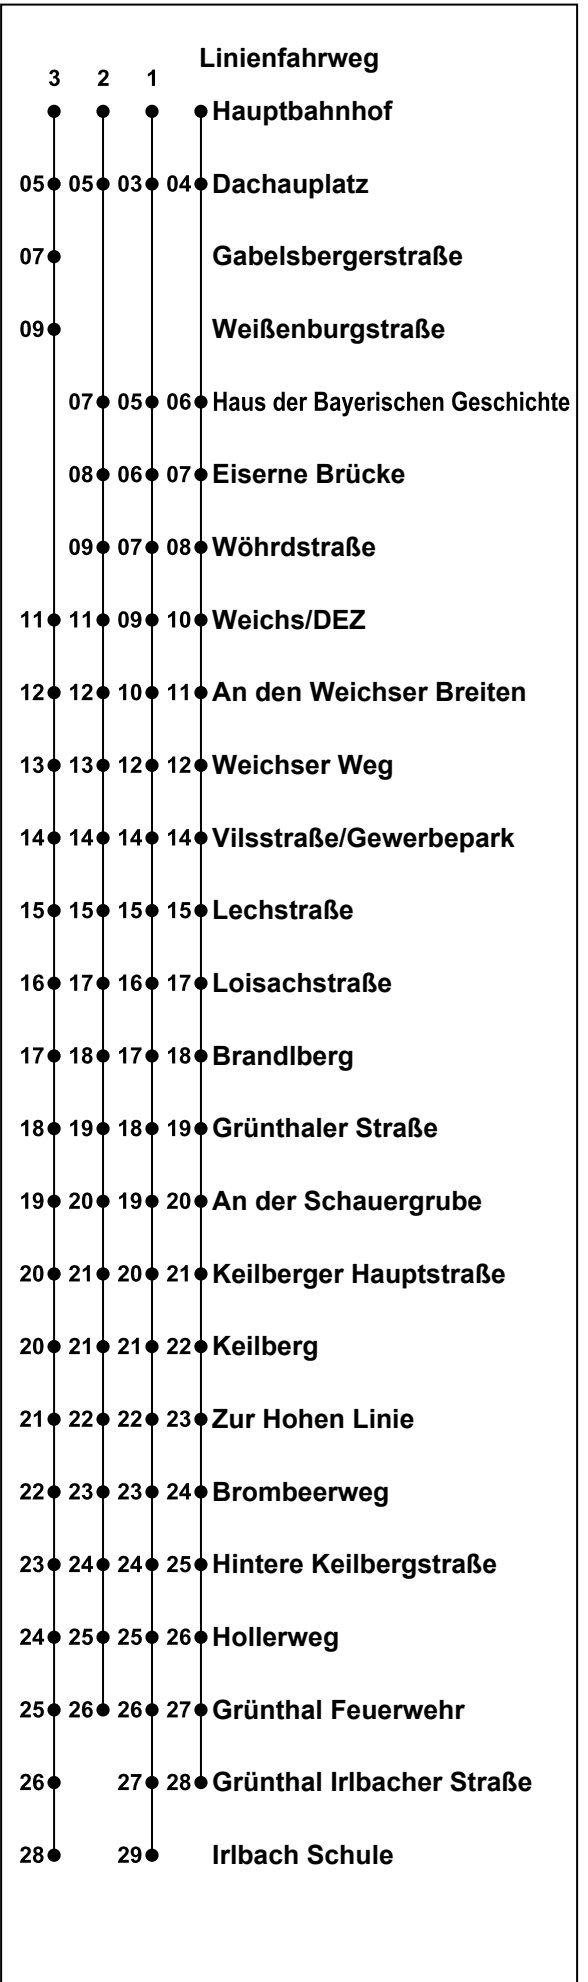 Linienfahrweg
3 2 1
Hauptbahnhof
05 05 03 04 Dachauplatz
07 Gabelsbergerstraße
09 Weißenburgstraße
07 05 06 Haus der Bayerischen Geschichte
08 06 07 Eiserne Brücke
09 07 08 Wöhrdstraße
11 11 09 10 Weichs/DEZ
12 12 10 11 An den Weichser Breiten
13 13 12 12 Weichser Weg
14 14 14 14 Vilsstraße/Gewerbepark
15 15 15 15 Lechstraße
16 17 16 17 Loisachstraße
17 18 17 18 Brandlberg
18 19 18 19 Grünthaler Straße
19 20 19 20 An der Schauergrube
20 21 20 21 Keilberger Hauptstraße
20 21 21 22 Keilberg
21 22 22 23 Zur Hohen Linie
22 23 23 24 Brombeerweg
23 24 24 25 Hintere Keilbergstraße
24 25 25 26 Hollerweg
25 26 26 27 Grünthal Feuerwehr
26 27 28 Grünthal Irlbacher Straße
28 29 Irlbach Schule